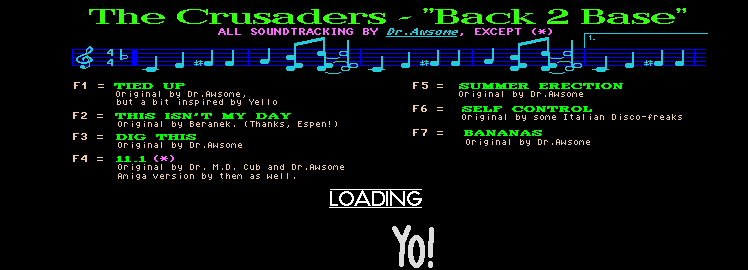 The Crusaders - "Back 2 Base"
ALL SOUNDTRACKING BY Dr.Awsome, EXCEPT (*)
1.
4
4
F1 = TIED UP
Original by Dr.Awsome,
but a bit inspired by Yello
F2 = THIS ISN'T MY DAY
Original by Beranek. (Thanks, Espen!)
F3 = DIG THIS
Original by Dr.Awsome
F4 = 11.1 (*)
Original by Dr. M.D. Cub and Dr.Awsome
Amiga version by them as well.
F5 = SUMMER ERECTION
Original by Dr.Awsome
F6 = SELF CONTROL
Original by some Italian Disco-freaks
F7 = BANANAS
Original by Dr.Awsome
LOADING
Yo!